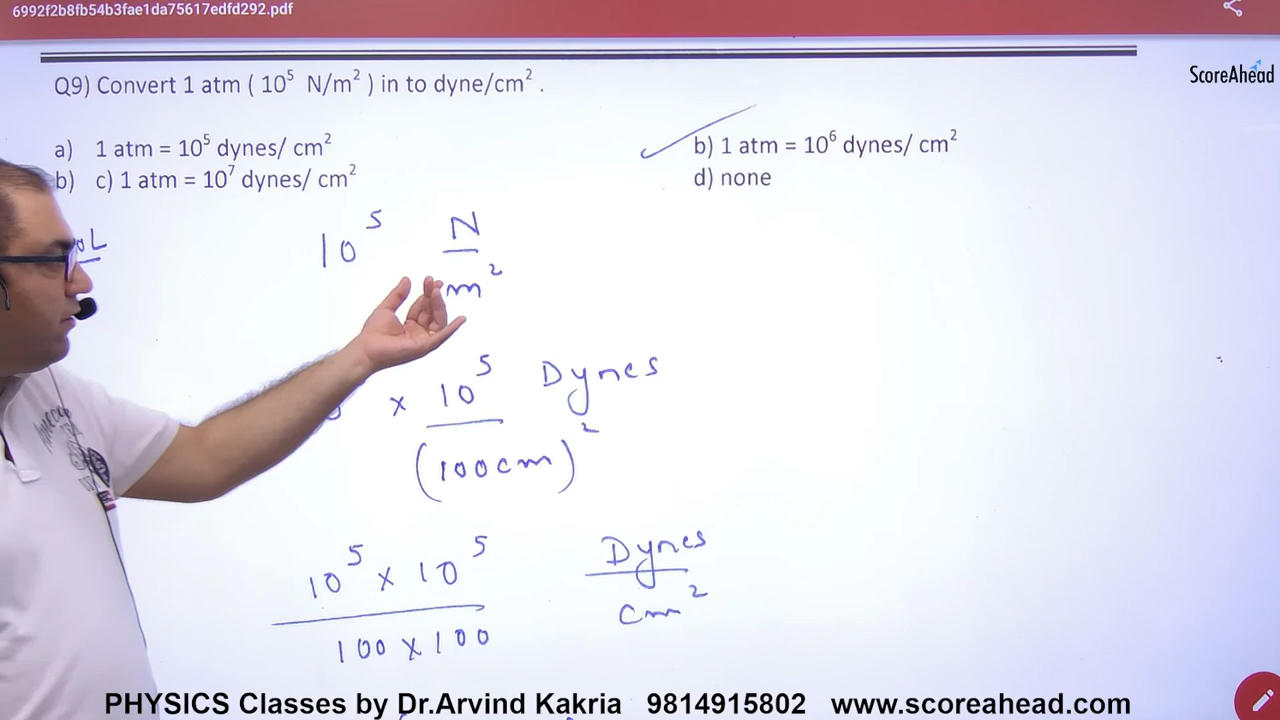 6992f2b8fb54b3fae1da75617edfd292.pdf
ScoreAhead
Q9) Convert 1 atm ( 10⁵ N/m² ) in to dyne/cm² .
a) 1 atm = 10⁵ dynes/ cm²
b) 1 atm = 10⁶ dynes/ cm²
b) c) 1 atm = 10⁷ dynes/ cm²
d) none
10⁵ N
m²
× 10⁵ Dynes
(100cm)²
10⁵ × 10⁵ Dynes
100 × 100 cm²
PHYSICS Classes by Dr.Arvind Kakria 9814915802 www.scoreahead.com